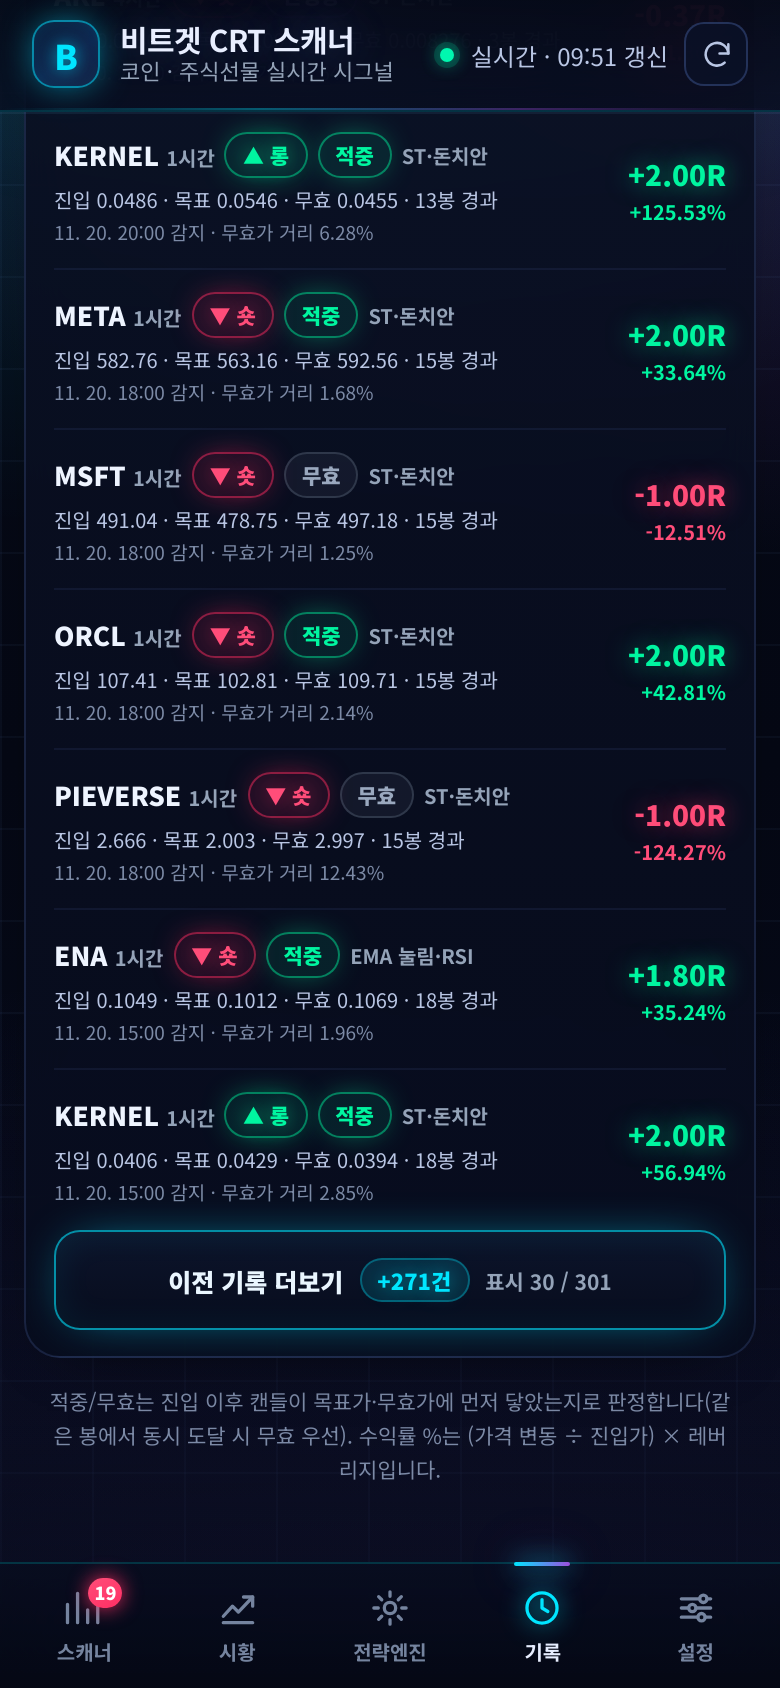 B
비트겟 CRT 스캐너
코인 · 주식선물 실시간 시그널
실시간 · 09:51 갱신
KERNEL 1시간 ▲ 롱 적중 ST·돈치안
+2.00R
진입 0.0486 · 목표 0.0546 · 무효 0.0455 · 13봉 경과
+125.53%
11. 20. 20:00 감지 · 무효가 거리 6.28%
META 1시간 ▼ 숏 적중 ST·돈치안
+2.00R
진입 582.76 · 목표 563.16 · 무효 592.56 · 15봉 경과
+33.64%
11. 20. 18:00 감지 · 무효가 거리 1.68%
MSFT 1시간 ▼ 숏 무효 ST·돈치안
-1.00R
진입 491.04 · 목표 478.75 · 무효 497.18 · 15봉 경과
-12.51%
11. 20. 18:00 감지 · 무효가 거리 1.25%
ORCL 1시간 ▼ 숏 적중 ST·돈치안
+2.00R
진입 107.41 · 목표 102.81 · 무효 109.71 · 15봉 경과
+42.81%
11. 20. 18:00 감지 · 무효가 거리 2.14%
PIEVERSE 1시간 ▼ 숏 무효 ST·돈치안
-1.00R
진입 2.666 · 목표 2.003 · 무효 2.997 · 15봉 경과
-124.27%
11. 20. 18:00 감지 · 무효가 거리 12.43%
ENA 1시간 ▼ 숏 적중 EMA 눌림·RSI
+1.80R
진입 0.1049 · 목표 0.1012 · 무효 0.1069 · 18봉 경과
+35.24%
11. 20. 15:00 감지 · 무효가 거리 1.96%
KERNEL 1시간 ▲ 롱 적중 ST·돈치안
+2.00R
진입 0.0406 · 목표 0.0429 · 무효 0.0394 · 18봉 경과
+56.94%
11. 20. 15:00 감지 · 무효가 거리 2.85%
이전 기록 더보기 +271건 표시 30 / 301
적중/무효는 진입 이후 캔들이 목표가·무효가에 먼저 닿았는지로 판정합니다(같
은 봉에서 동시 도달 시 무효 우선). 수익률 %는 (가격 변동 ÷ 진입가) × 레버
리지입니다.
19
스캐너 시황 전략엔진 기록 설정